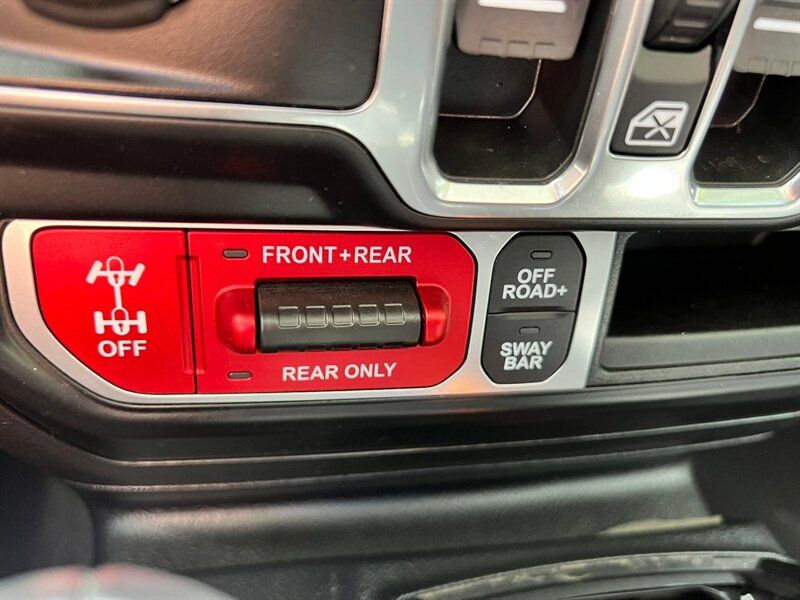 OFF
FRONT+REAR
REAR ONLY
OFF
ROAD+
SWAY
BAR